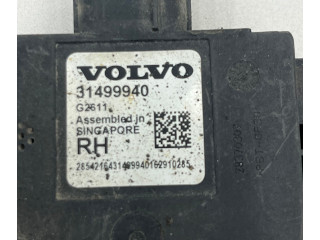 VOLVO
31499940
G2611
Assembled in
SINGAPORE
RH